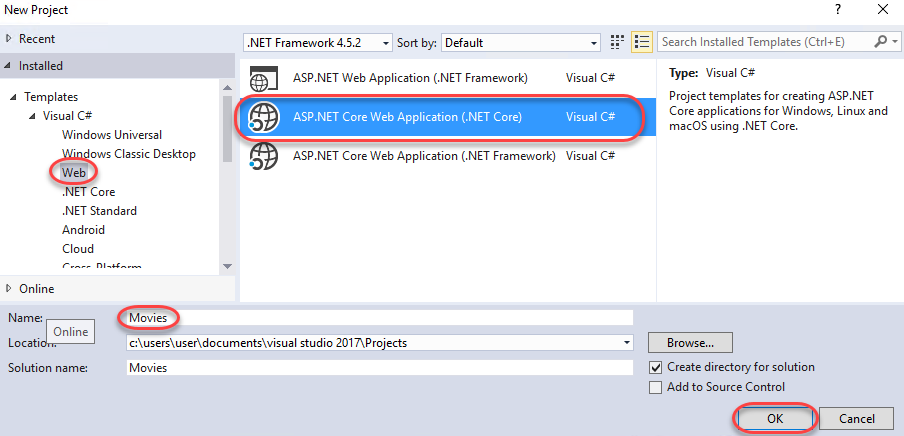 New Project
? 
Recent
Installed
Templates
Visual C#
Windows Universal
Windows Classic Desktop
Web
.NET Core
.NET Standard
Android
Cloud
Cross-Platform
Online
.NET Framework 4.5.2 Sort by: Default
Search Installed Templates (Ctrl+E)
ASP.NET Web Application (.NET Framework) Visual C#
ASP.NET Core Web Application (.NET Core) Visual C#
ASP.NET Core Web Application (.NET Framework) Visual C#
Type: Visual C#
Project templates for creating ASP.NET
Core applications for Windows, Linux and
macOS using .NET Core.
Name: Movies
Online
Location: c:\users\user\documents\visual studio 2017\Projects Browse...
Solution name: Movies
Create directory for solution
Add to Source Control
OK Cancel